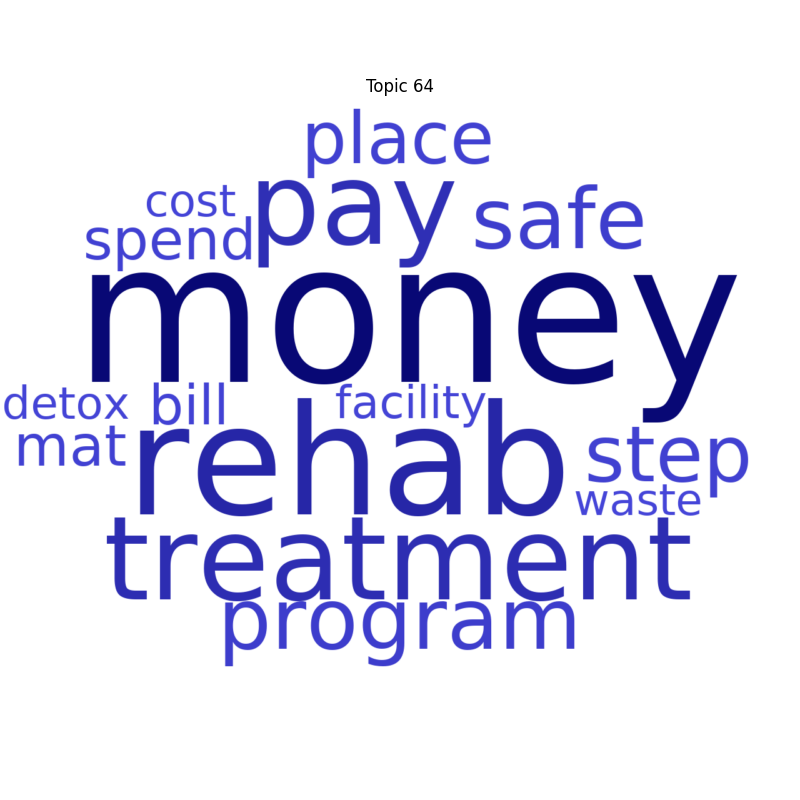 Topic 64
place
cost pay safe
spend
money
detox bill facility
mat rehab step
waste
treatment
program